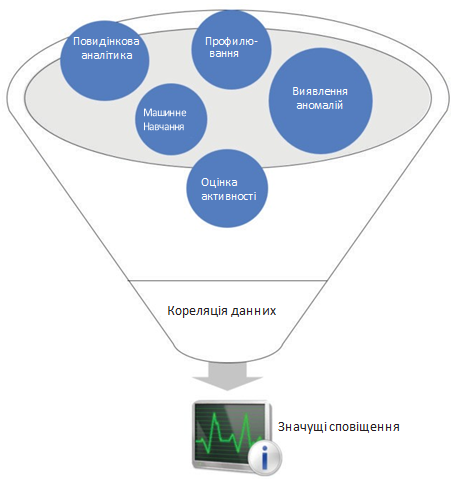 Повидінкова
аналітика
Профилю-
вання
Виявлення
аномалій
Машинне
Навчання
Оцінка
активності
Кореляція данних
Значущі сповіщення